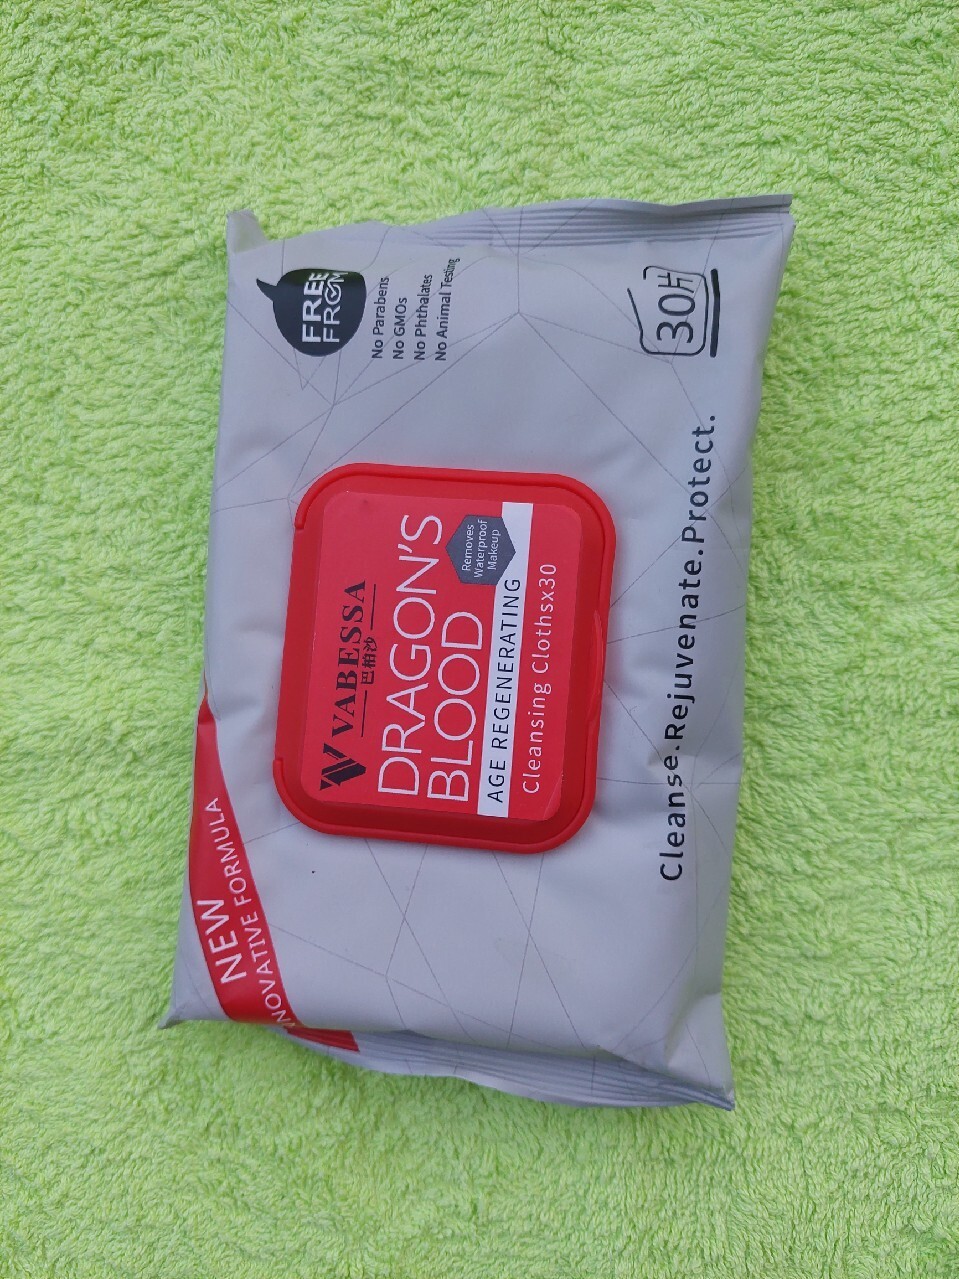 NEW
INNOVATIVE FORMULA
FREE
FROM
No Parabens
No GMOs
No Phthalates
No Animal Testing
VABESSA
巴柏沙
DRAGON'S
BLOOD
Removes
Waterproof
Makeup
AGE REGENERATING
Cleansing Clothsx30
30片
Cleanse.Rejuvenate.Protect.